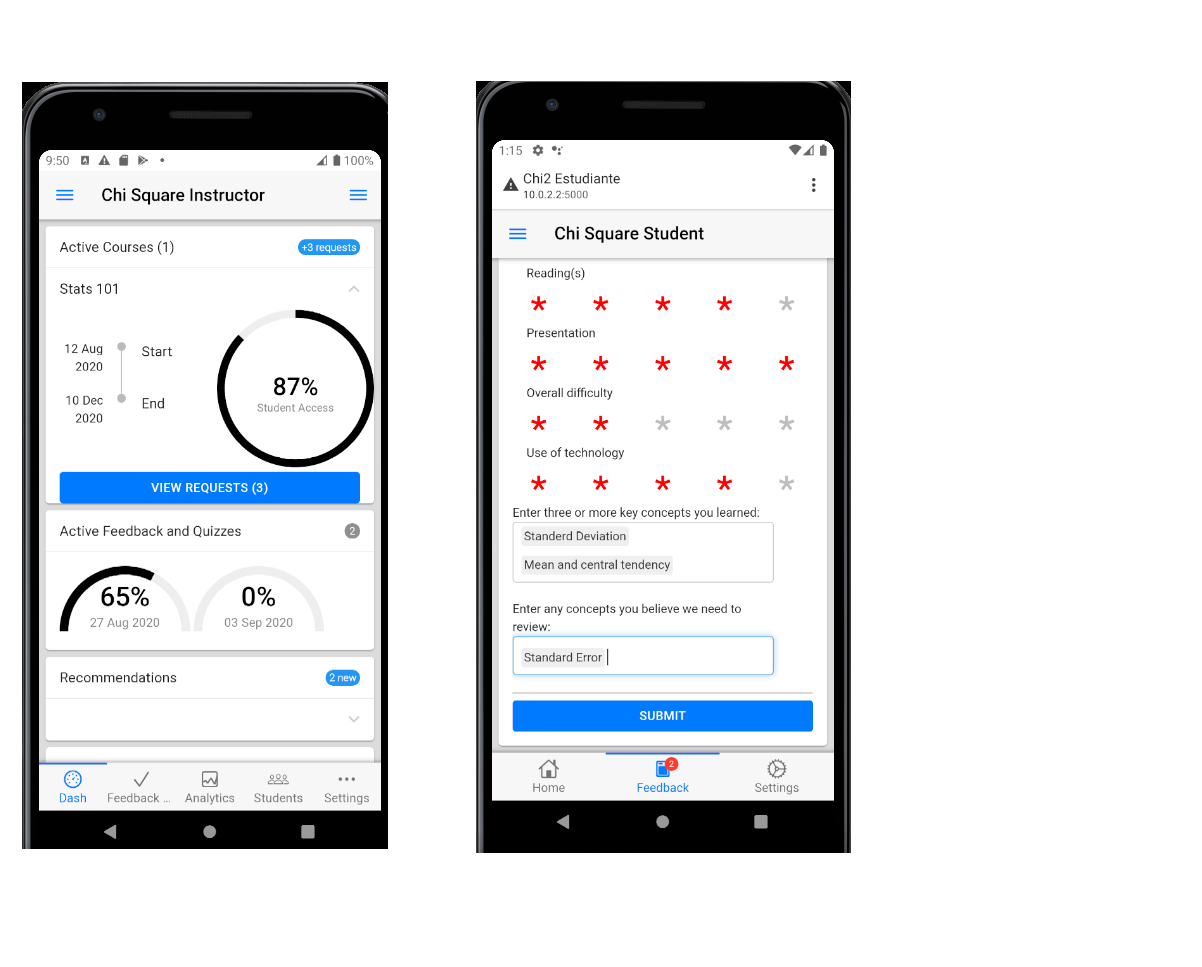 9:50
100%
Chi Square Instructor
Active Courses (1)
+3 requests
Stats 101
12 Aug
2020
Start
10 Dec
2020
End
87%
Student Access
VIEW REQUESTS (3)
Active Feedback and Quizzes
2
65%
27 Aug 2020
0%
03 Sep 2020
Recommendations
2 new
Dash
Feedback ...
Analytics
Students
Settings
1:15
Chi2 Estudiante
10.0.2.2:5000
Chi Square Student
Reading(s)
* * * * *
Presentation
* * * * *
Overall difficulty
* * * * *
Use of technology
* * * * *
Enter three or more key concepts you learned:
Standerd Deviation
Mean and central tendency
Enter any concepts you believe we need to
review:
Standard Error
SUBMIT
2
Home
Feedback
Settings